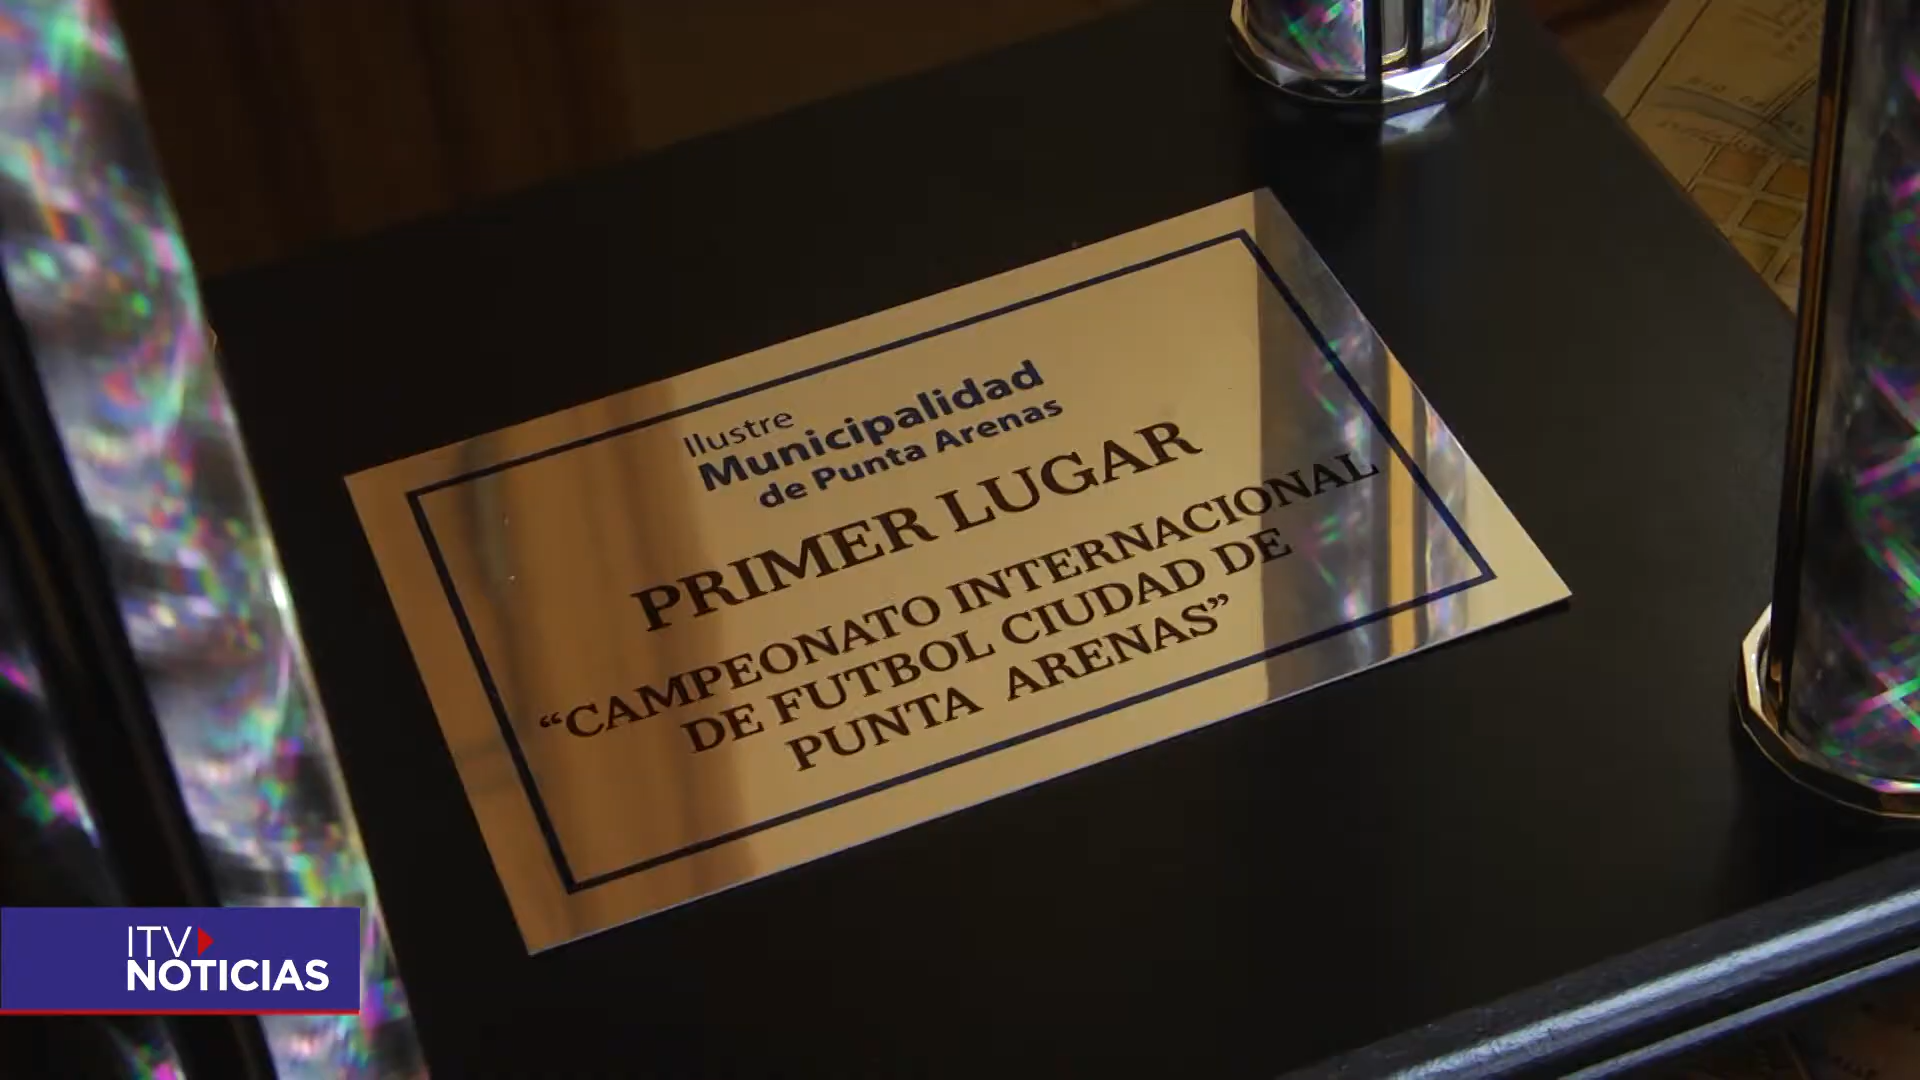 Ilustre
Municipalidad
de Punta Arenas
PRIMER LUGAR
“CAMPEONATO INTERNACIONAL
DE FUTBOL CIUDAD DE
PUNTA ARENAS”
ITV
NOTICIAS